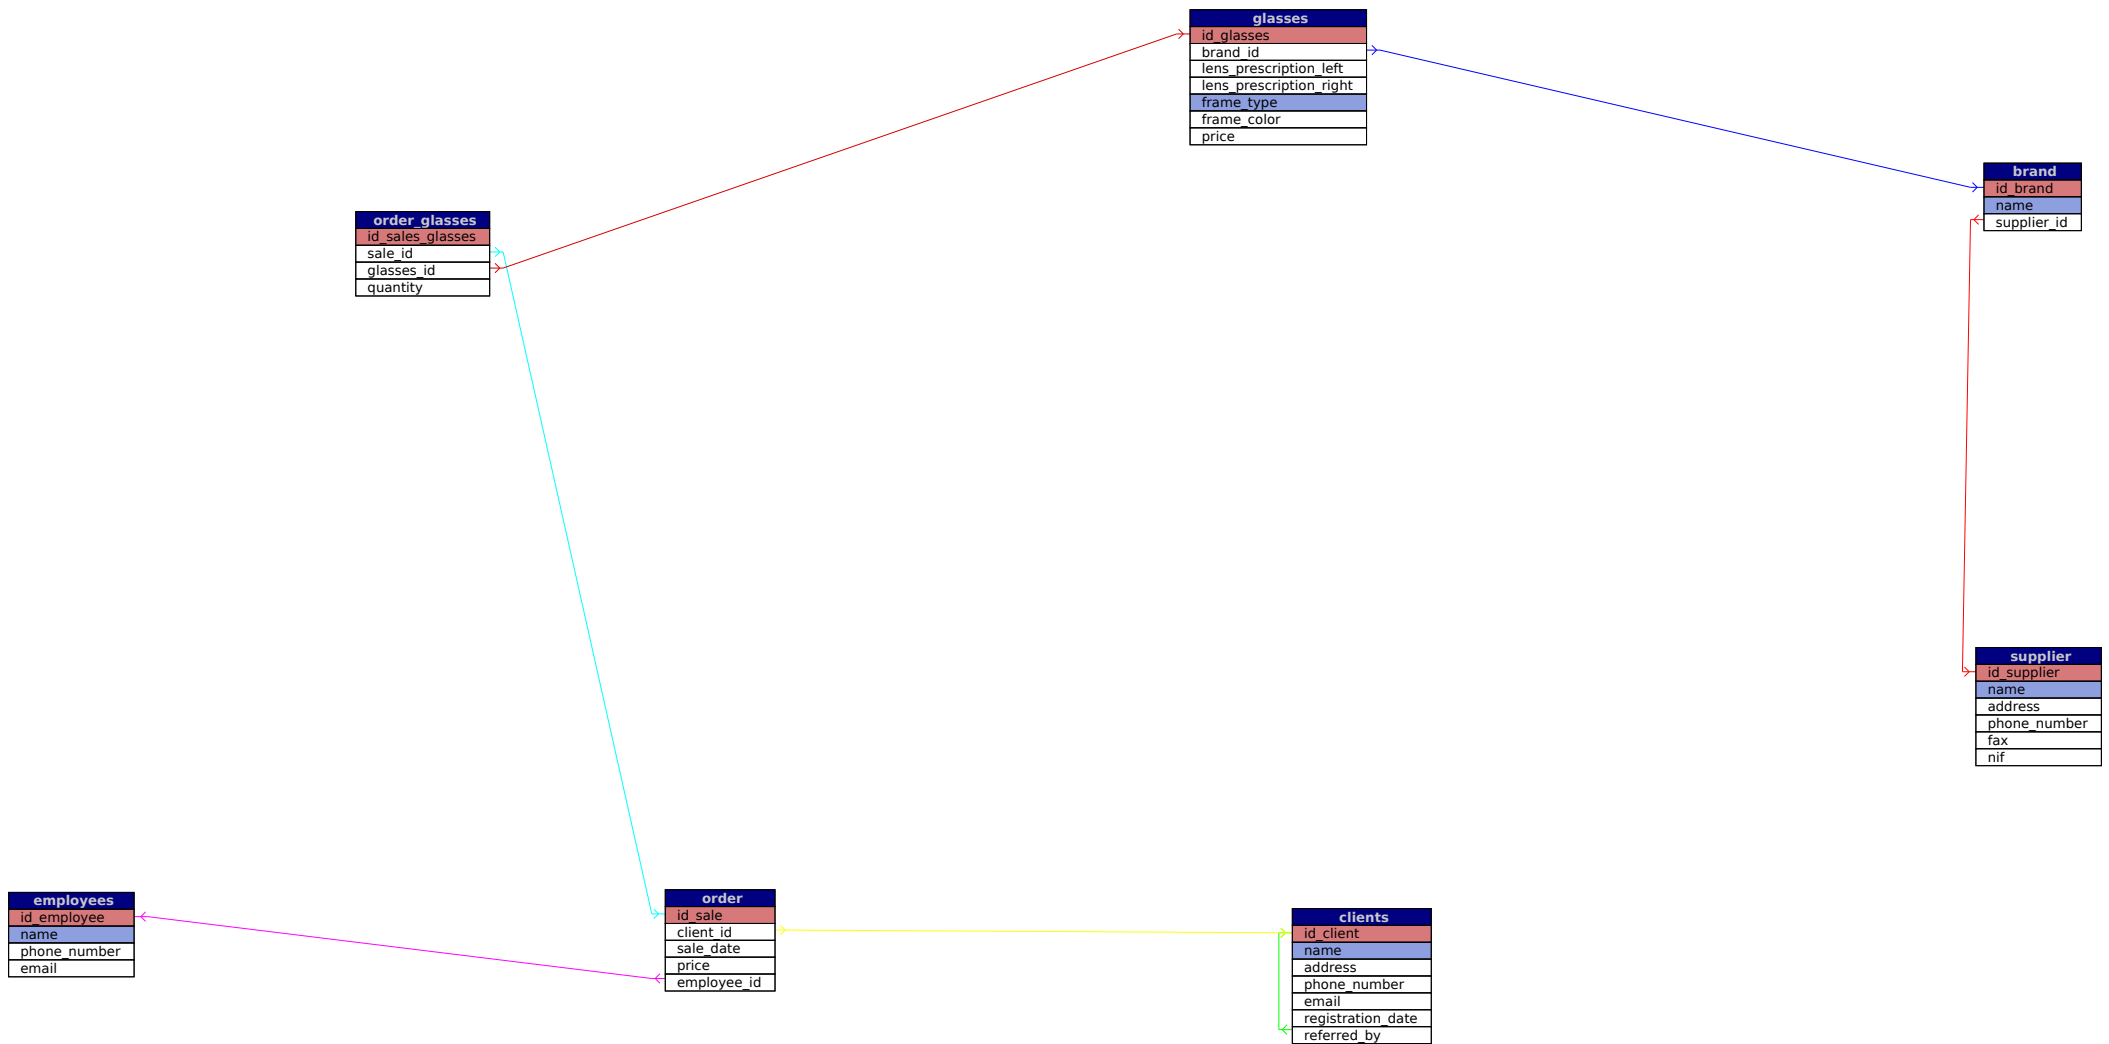 glasses
id_glasses
brand_id
lens_prescription_left
lens_prescription_right
frame_type
frame_color
price
brand
id_brand
name
supplier_id
order_glasses
id_sales_glasses
sale_id
glasses_id
quantity
supplier
id_supplier
name
address
phone_number
fax
nif
employees
id_employee
name
phone_number
email
order
id_sale
client_id
sale_date
price
employee_id
clients
id_client
name
address
phone_number
email
registration_date
referred_by